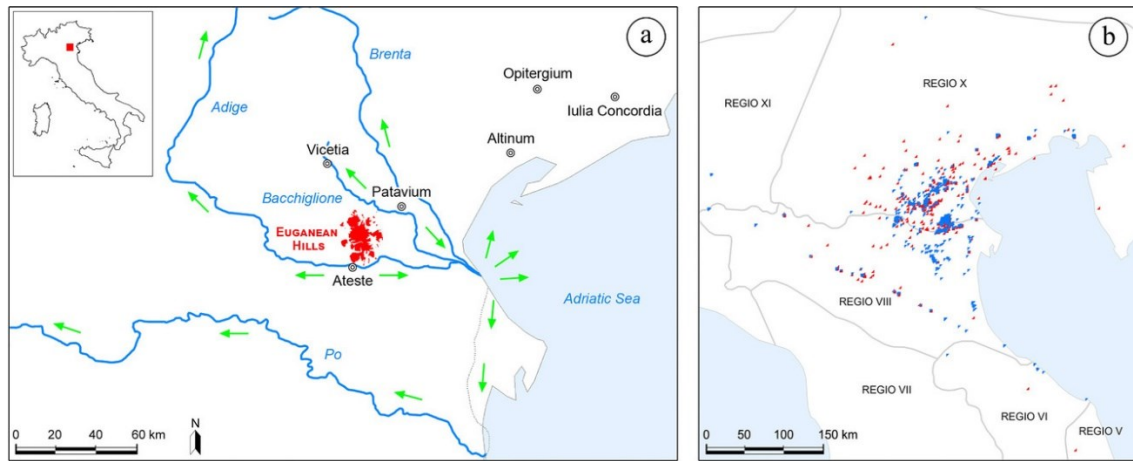 a
Brenta
Opitergium
Iulia Concordia
Adige
Altinum
Vicetia
Bacchiglione
Patavium
EUGANEAN
HILLS
Ateste
Adriatic Sea
Po
N
0 20 40 60 km
b
REGIO X
REGIO XI
REGIO VIII
REGIO VII
REGIO VI
REGIO V
0 50 100 150 km